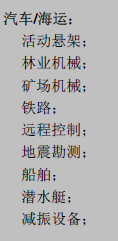 汽车/海运：
活动悬架；
林业机械；
矿场机械；
铁路；
远程控制；
地震勘测；
船舶；
潜水艇；
减振设备；